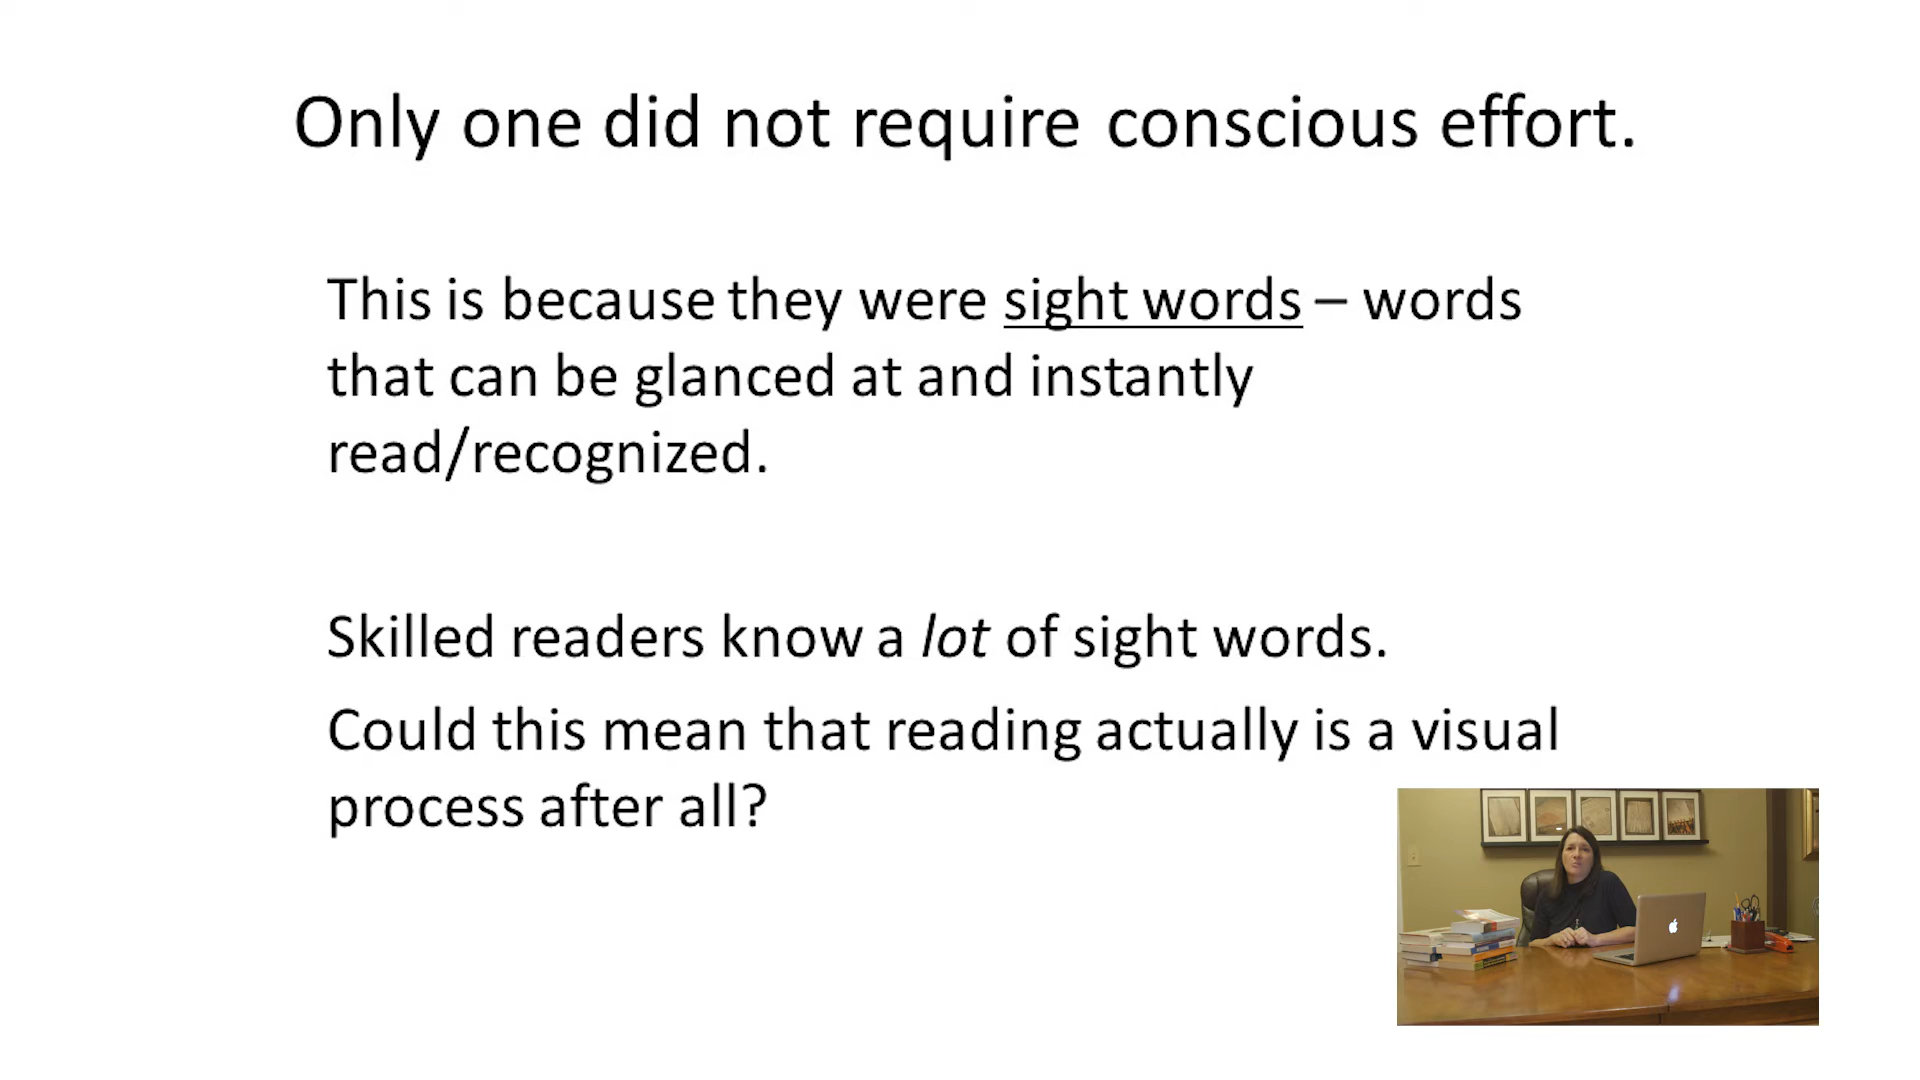 Only one did not require conscious effort.
This is because they were sight words – words
that can be glanced at and instantly
read/recognized.
Skilled readers know a lot of sight words.
Could this mean that reading actually is a visual
process after all?